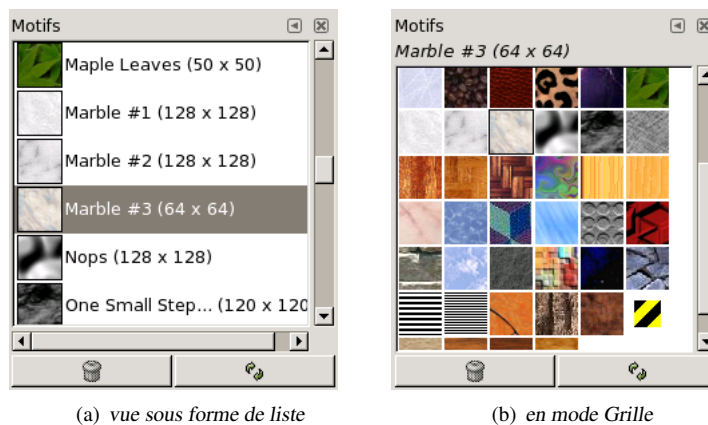 Motifs
Maple Leaves (50 x 50)
Marble #1 (128 x 128)
Marble #2 (128 x 128)
Marble #3 (64 x 64)
Nops (128 x 128)
One Small Step... (120 x 120
(a) vue sous forme de liste
Motifs
Marble #3 (64 x 64)
(b) en mode Grille